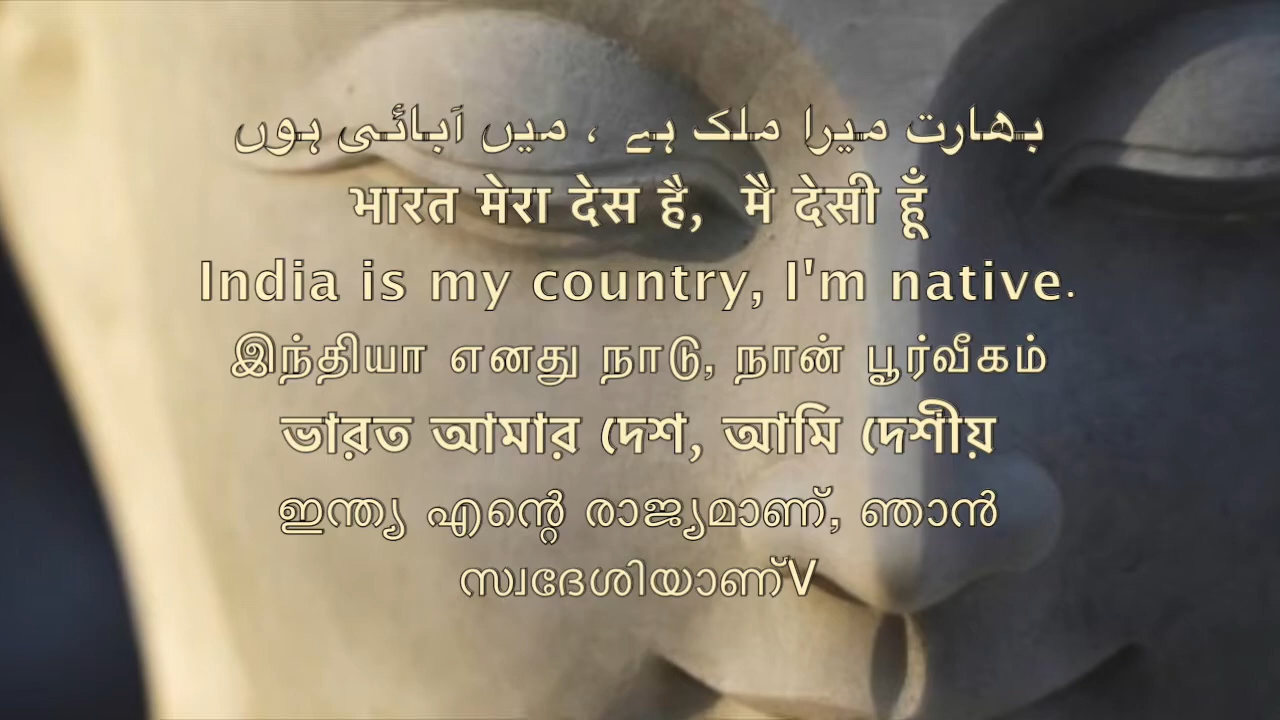 بھارت میرا ملک ہے ، میں آبائی ہوں
भारत मेरा देस है, मै देसी हूँ
India is my country, I'm native.
இந்தியா எனது நாடு, நான் பூர்வீகம்
ভারত আমার দেশ, আমি দেশীয়
ഇന്ത്യ എന്റെ രാജ്യമാണ്, ഞാൻ
സ്വദേശിയാണ്V